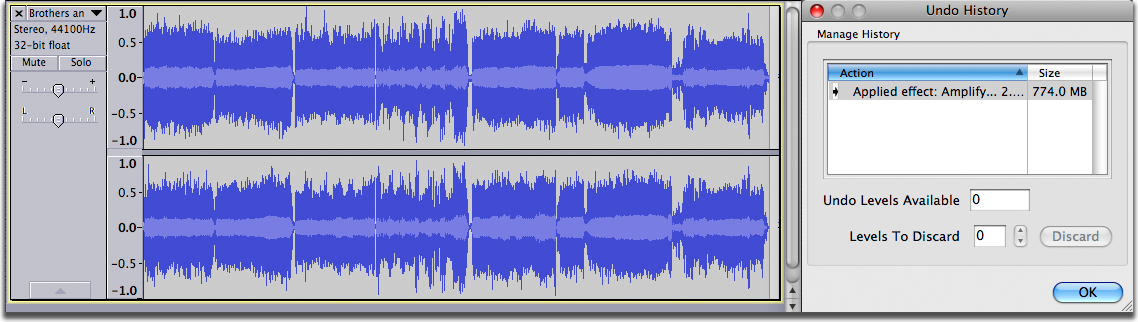 Brothers an
Stereo, 44100Hz
32-bit float
Mute Solo
- +
L R
1.0
0.5
0.0-
-0.5
-1.0
1.0
0.5
0.0-
-0.5
-1.0
Undo History
Manage History
Action Size
Applied effect: Amplify... 2.... 774.0 MB
Undo Levels Available 0
Levels To Discard 0 Discard
OK